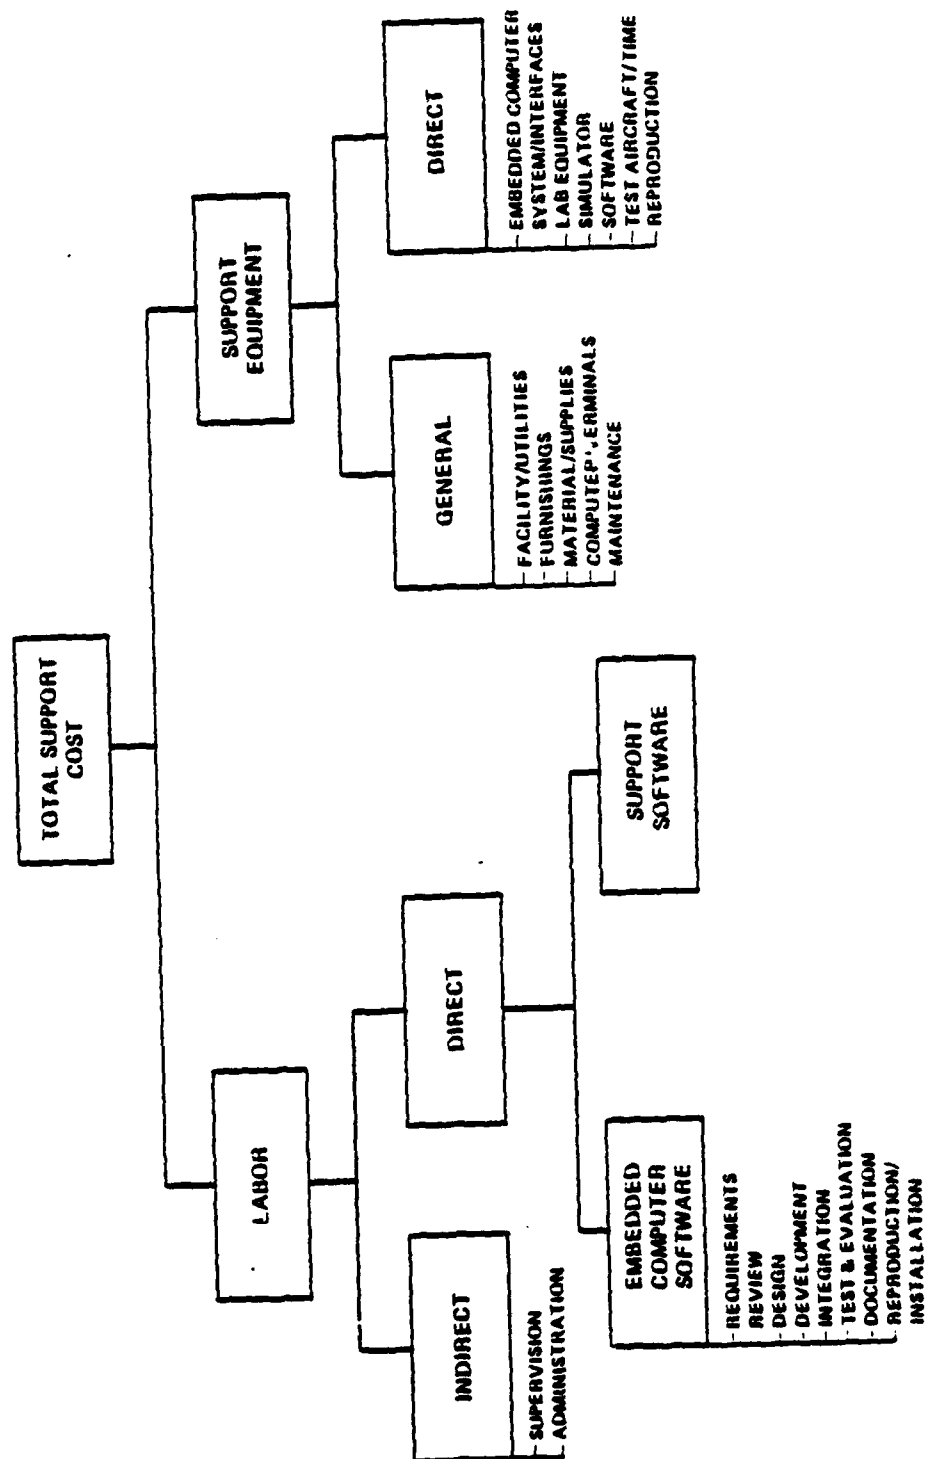 TOTAL SUPPORT
COST
LABOR
SUPPORT
EQUIPMENT
INDIRECT
SUPERVISION
ADMINISTRATION
DIRECT
EMBEDDED
COMPUTER
SOFTWARE
REQUIREMENTS
REVIEW
DESIGN
DEVELOPMENT
INTEGRATION
TEST & EVALUATION
DOCUMENTATION
REPRODUCTION/
INSTALLATION
SUPPORT
SOFTWARE
GENERAL
FACILITY/UTILITIES
FURNISHINGS
MATERIAL/SUPPLIES
MAINTENANCE
DIRECT
EMBEDDED COMPUTER
SYSTEM/INTERFACES
LAB EQUIPMENT
SIMULATOR
SOFTWARE
TEST AIRCRAFT/TIME
REPRODUCTION